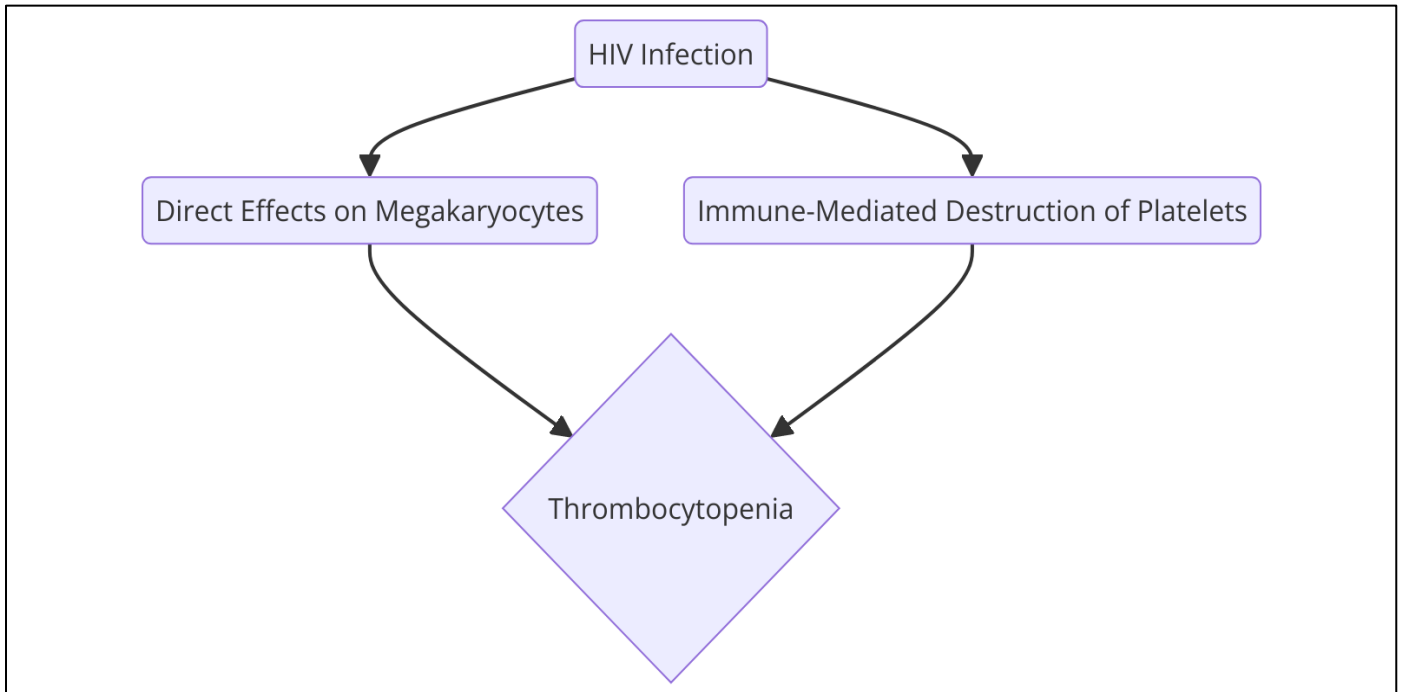 HIV Infection
Direct Effects on Megakaryocytes
Immune-Mediated Destruction of Platelets
Thrombocytopenia